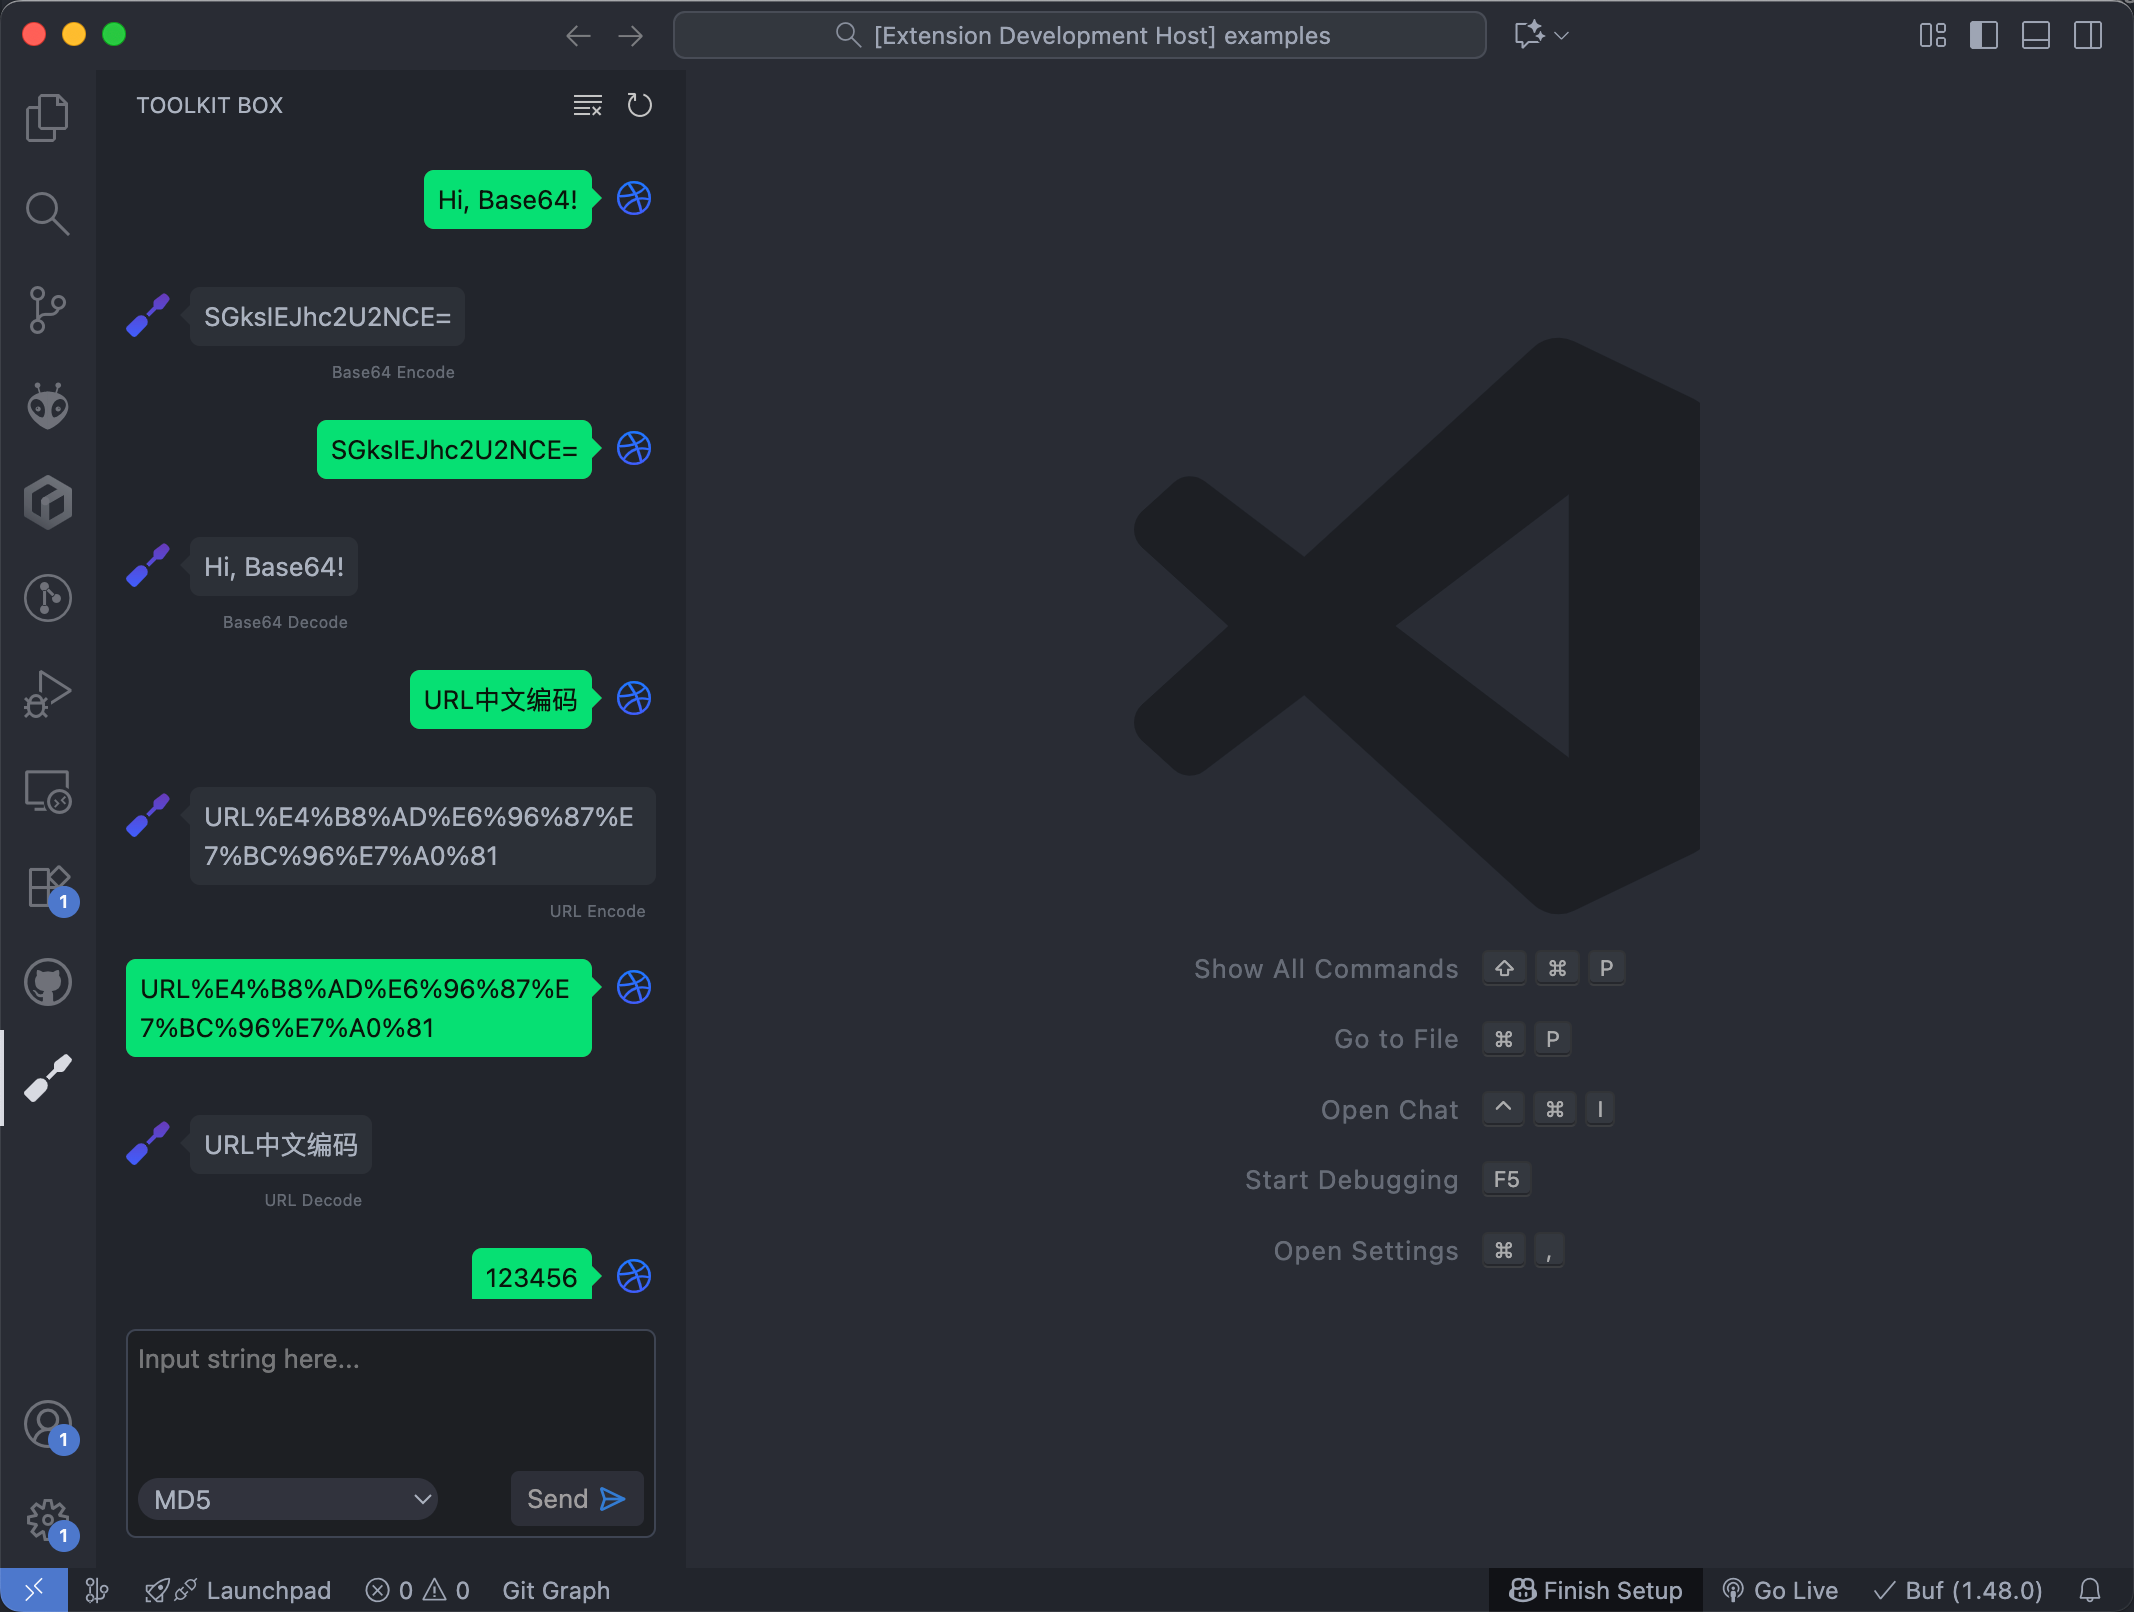 [Extension Development Host] examples
TOOLKIT BOX
Hi, Base64!
SGksIEJhc2U2NCE=
Base64 Encode
SGksIEJhc2U2NCE=
Hi, Base64!
Base64 Decode
URL中文编码
URL%E4%B8%AD%E6%96%87%E
7%BC%96%E7%A0%81
URL Encode
URL%E4%B8%AD%E6%96%87%E
7%BC%96%E7%A0%81
URL中文编码
URL Decode
123456
Input string here...
MD5
Send
Show All Commands ⇧ ⌘ P
Go to File ⌘ P
Open Chat ^ ⌘ I
Start Debugging F5
Open Settings ⌘ ,
1
1
1
Launchpad 0 0 Git Graph Finish Setup Go Live Buf (1.48.0)